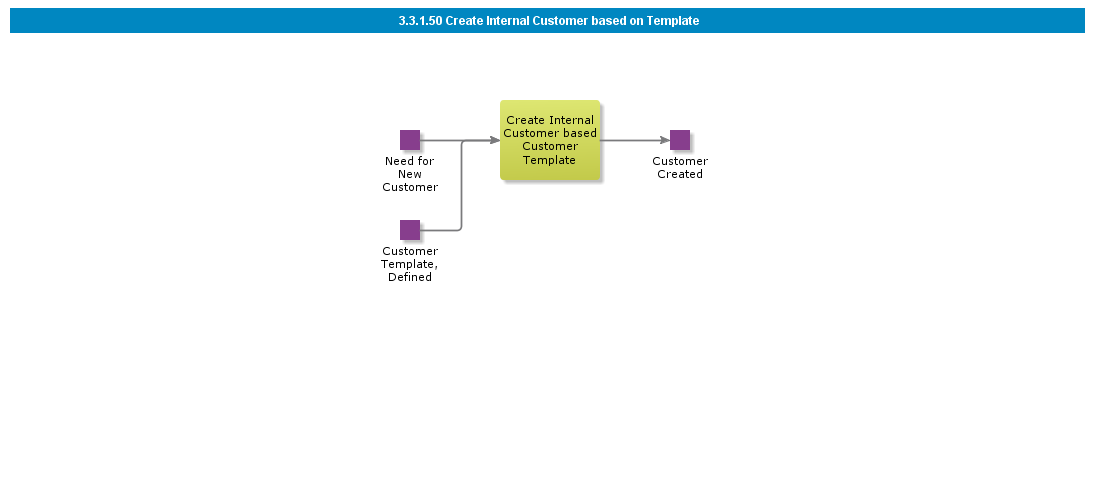 3.3.1.50 Create Internal Customer based on Template
Create Internal
Customer based
Customer
Template
Need for
New
Customer
Customer
Created
Customer
Template,
Defined